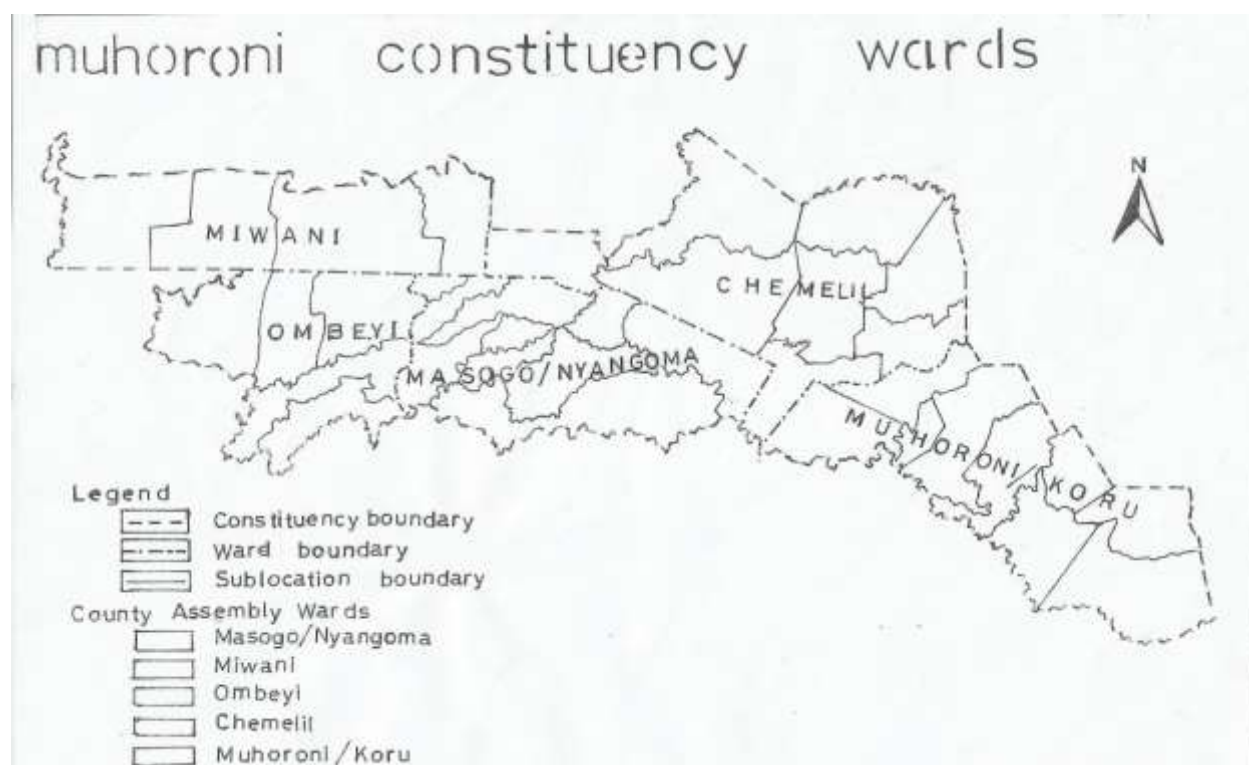 muhoroni constituency wards
N
MIWANI
CHEMELIL
OMBEYI
MASOGO/NYANGOMA
MUHORONI KORU
Legend
Constituency boundary
Ward boundary
Sublocation boundary
County Assembly Wards
Masogo/Nyangoma
Miwani
Ombeyi
Chemelil
Muhoroni/Koru